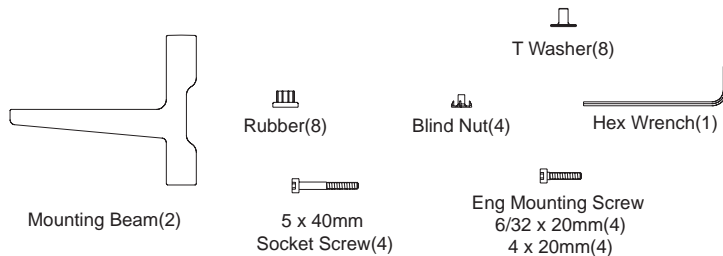 T Washer(8)
Rubber(8)
Blind Nut(4)
Hex Wrench(1)
Mounting Beam(2)
5 x 40mm
Socket Screw(4)
Eng Mounting Screw
6/32 x 20mm(4)
4 x 20mm(4)